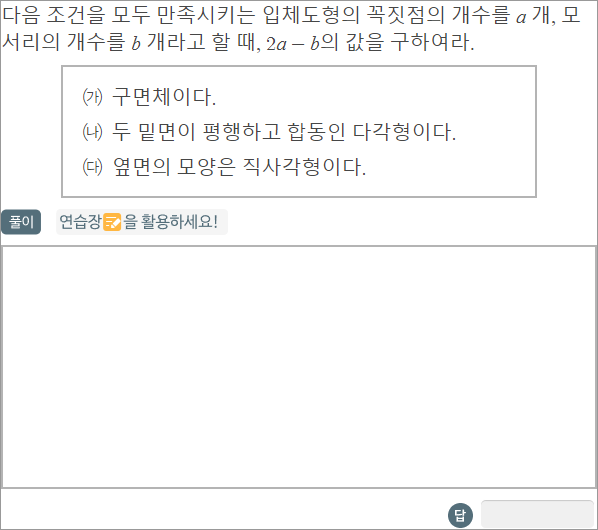 다음 조건을 모두 만족시키는 입체도형의 꼭짓점의 개수를 a 개, 모
서리의 개수를 b 개라고 할 때, 2a − b의 값을 구하여라.
㈎ 구면체이다.
㈏ 두 밑면이 평행하고 합동인 다각형이다.
㈐ 옆면의 모양은 직사각형이다.
풀이 연습장 을 활용하세요!
답